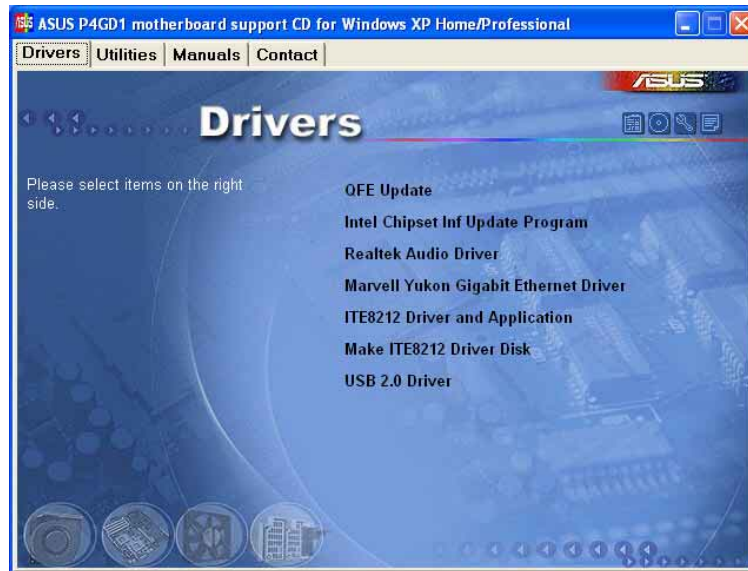 ASUS P4GD1 motherboard support CD for Windows XP Home/Professional
Drivers Utilities Manuals Contact
ASUS
Drivers
Please select items on the right
side.
QFE Update
Intel Chipset Inf Update Program
Realtek Audio Driver
Marvell Yukon Gigabit Ethernet Driver
ITE8212 Driver and Application
Make ITE8212 Driver Disk
USB 2.0 Driver